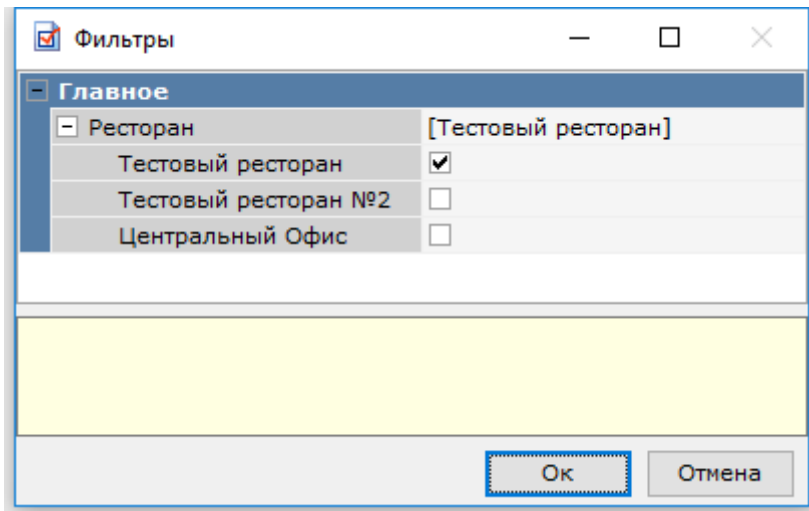 Фильтры
Главное
Ресторан [Тестовый ресторан]
Тестовый ресторан
Тестовый ресторан №2
Центральный Офис
Ок Отмена